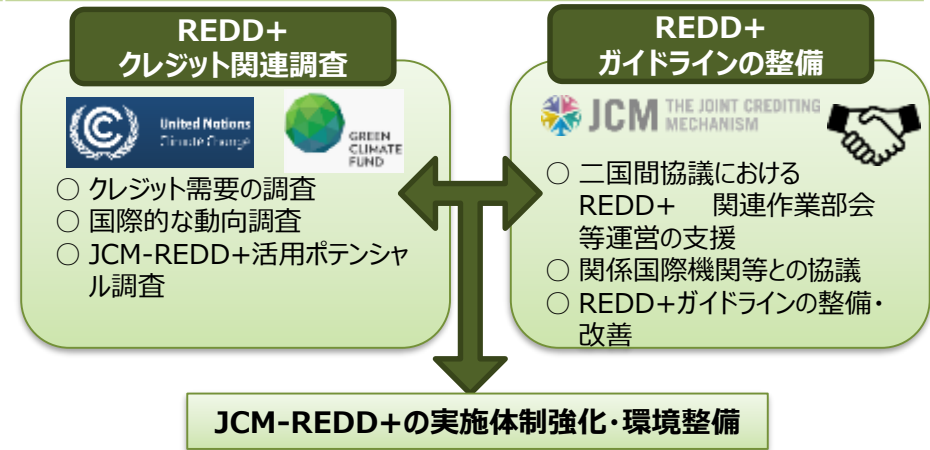 REDD+
クレジット関連調査
United Nations
Climate Change
GREEN
CLIMATE
FUND
○ クレジット需要の調査
○ 国際的な動向調査
○ JCM-REDD+活用ポテンシャ
ル調査
REDD+
ガイドラインの整備
JCM THE JOINT CREDITING
MECHANISM
○ 二国間協議における
REDD+ 関連作業部会
等運営の支援
○ 関係国際機関等との協議
○ REDD+ガイドラインの整備・
改善
JCM-REDD+の実施体制強化・環境整備